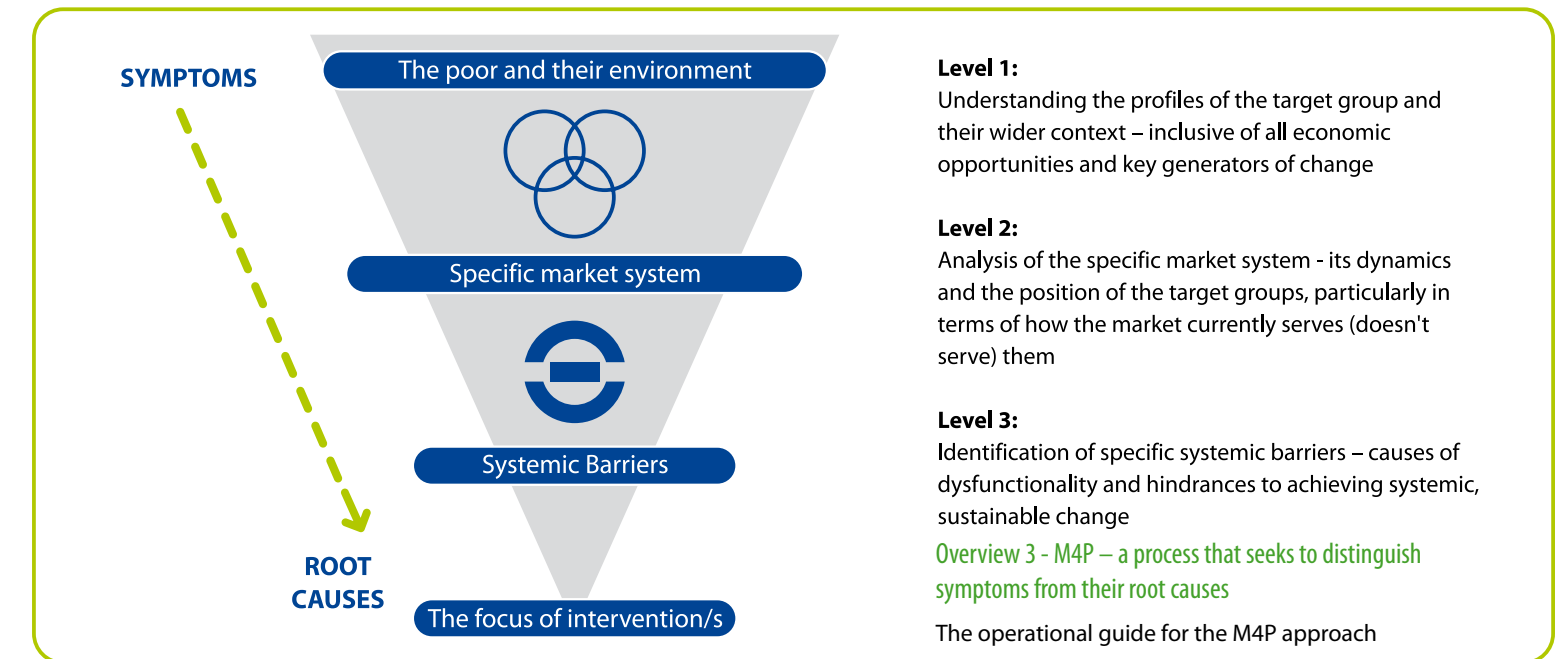 SYMPTOMS
The poor and their environment
Specific market system
Systemic Barriers
ROOT
CAUSES
The focus of intervention/s
Level 1:
Understanding the profiles of the target group and
their wider context – inclusive of all economic
opportunities and key generators of change
Level 2:
Analysis of the specific market system - its dynamics
and the position of the target groups, particularly in
terms of how the market currently serves (doesn't
serve) them
Level 3:
Identification of specific systemic barriers – causes of
dysfunctionality and hindrances to achieving systemic,
sustainable change
Overview 3 - M4P – a process that seeks to distinguish
symptoms from their root causes
The operational guide for the M4P approach